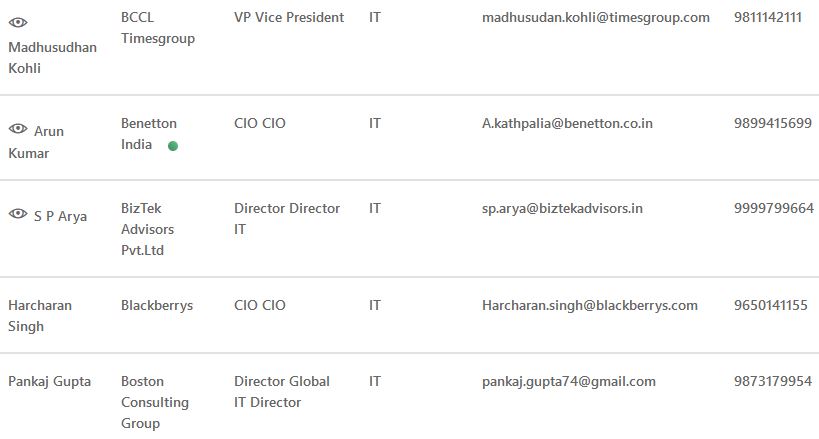 Madhusudhan Kohli BCCL Timesgroup VP Vice President IT madhusudan.kohli@timesgroup.com 9811142111
Arun Kumar Benetton India CIO CIO IT A.kathpalia@benetton.co.in 9899415699
S P Arya BizTek Advisors Pvt.Ltd Director Director IT IT sp.arya@biztekadvisors.in 9999799664
Harcharan Singh Blackberrys CIO CIO IT Harcharan.singh@blackberrys.com 9650141155
Pankaj Gupta Boston Consulting Group Director Global IT Director IT pankaj.gupta74@gmail.com 9873179954